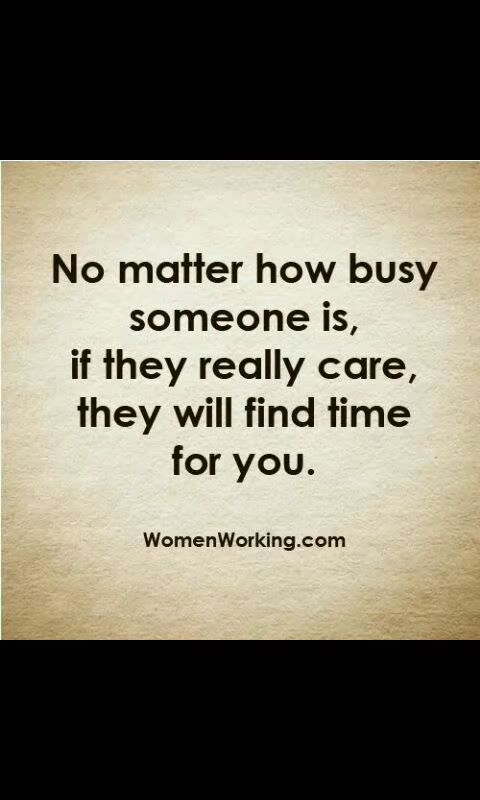 No matter how busy
someone is,
if they really care,
they will find time
for you.
WomenWorking.com